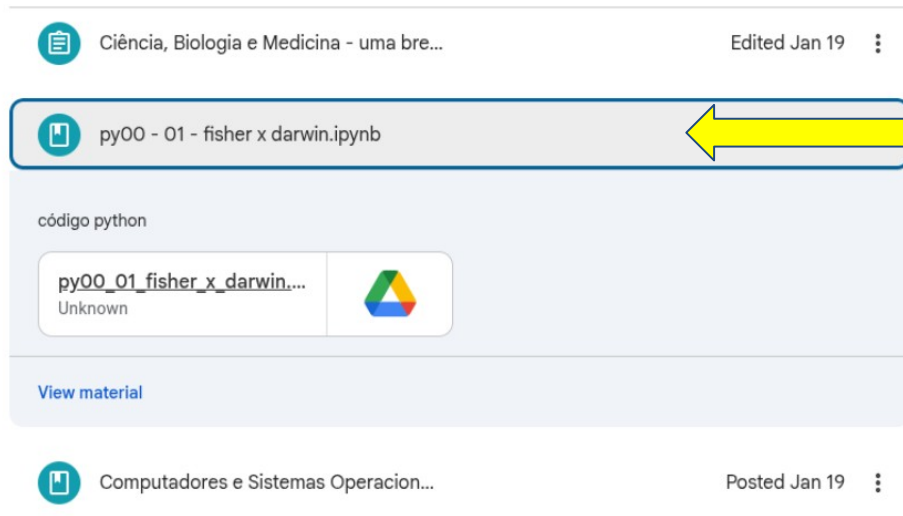 Ciência, Biologia e Medicina - uma bre...
Edited Jan 19
py00 - 01 - fisher x darwin.ipynb
código python
py00_01_fisher_x_darwin....
Unknown
View material
Computadores e Sistemas Operacion...
Posted Jan 19